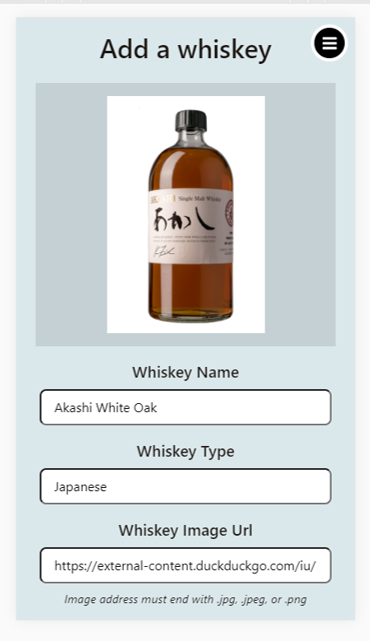 Add a whiskey
Single Malt Whisky
あかし
Whiskey Name
Akashi White Oak
Whiskey Type
Japanese
Whiskey Image Url
https://external-content.duckduckgo.com/iu/
Image address must end with .jpg, .jpeg, or .png